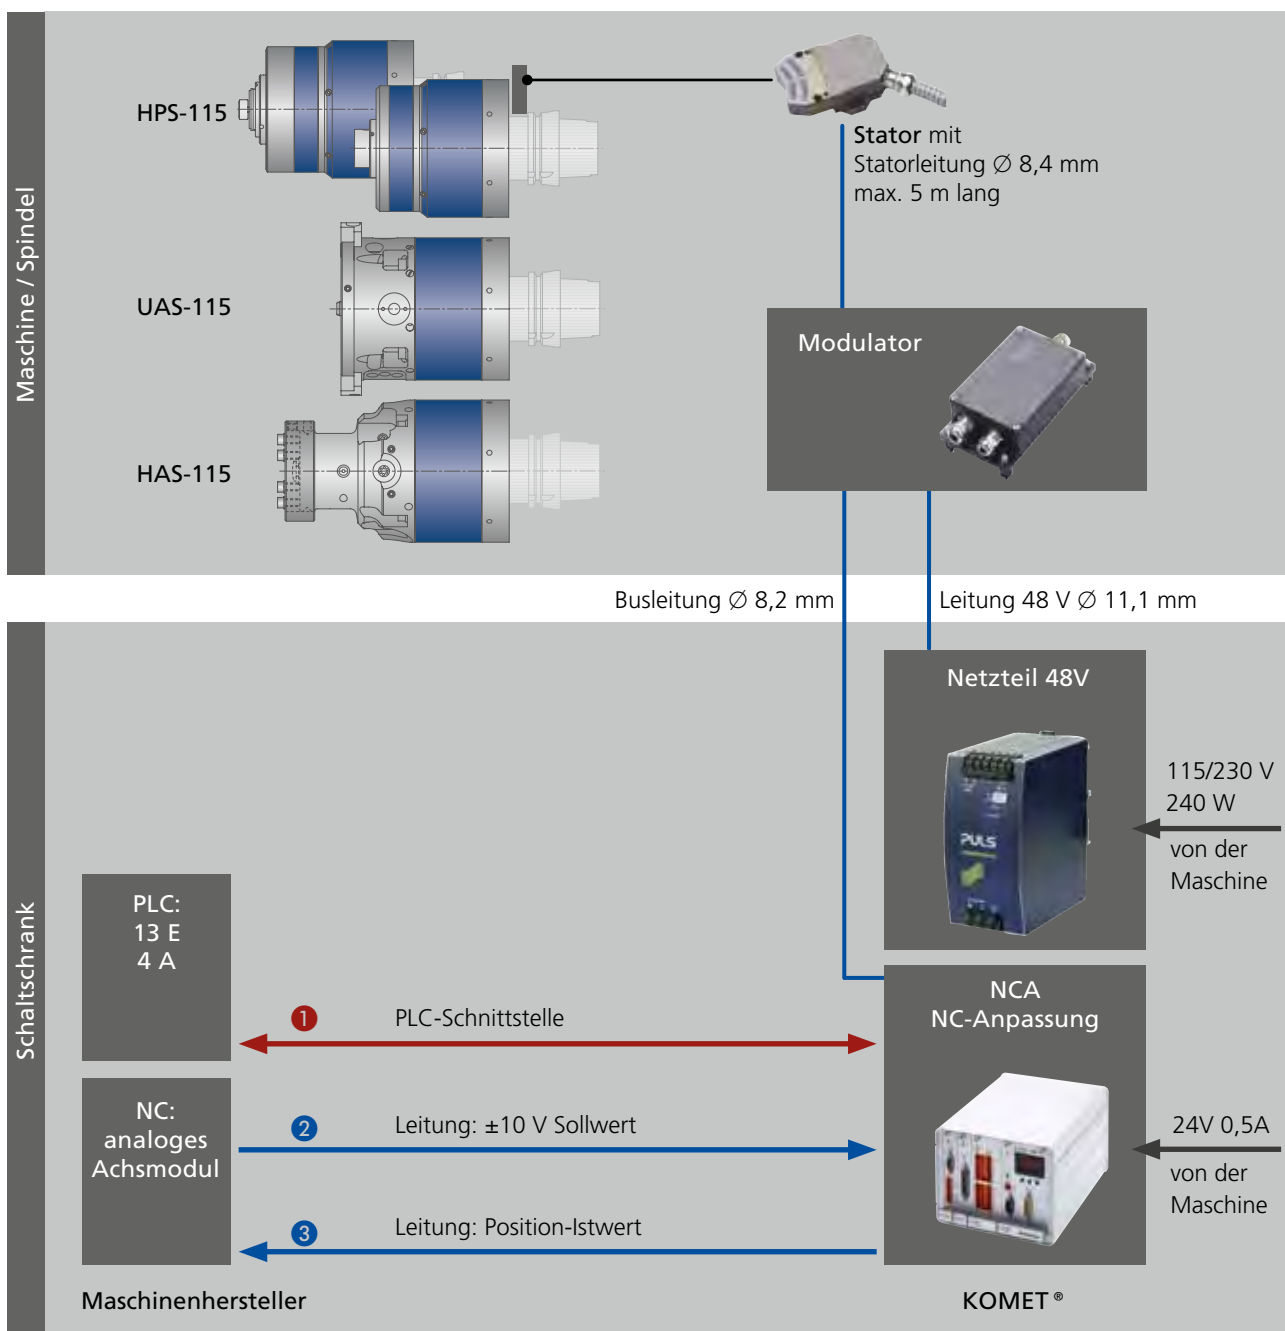 Maschine / Spindel
HPS-115
UAS-115
HAS-115
Stator mit
Statorleitung Ø 8,4 mm
max. 5 m lang
Modulator
Busleitung Ø 8,2 mm
Leitung 48 V Ø 11,1 mm
Schaltschrank
Netzteil 48V
PULS
115/230 V
240 W
von der
Maschine
PLC:
13 E
4 A
1 PLC-Schnittstelle
NCA
NC-Anpassung
NC:
analoges
Achsmodul
2 Leitung: ±10 V Sollwert
24V 0,5A
von der
Maschine
3 Leitung: Position-Istwert
Maschinenhersteller
KOMET ®